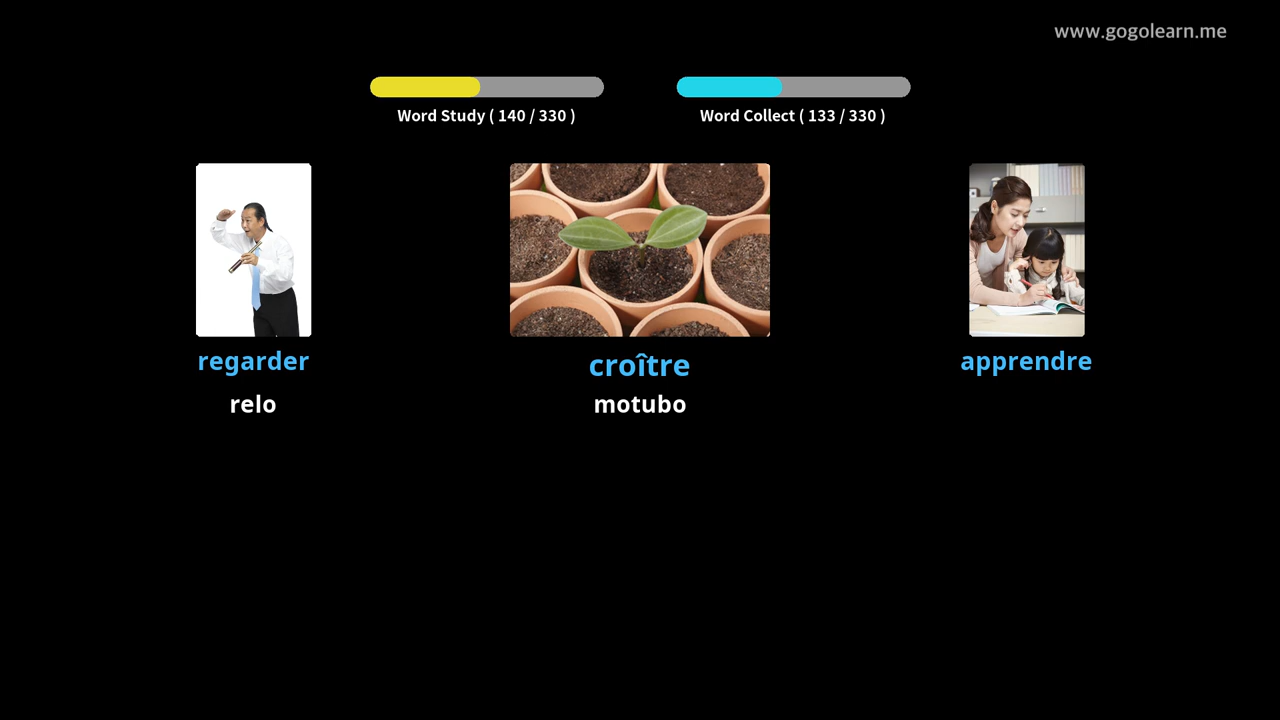 www.gogolearn.me
Word Study ( 140 / 330 )
Word Collect ( 133 / 330 )
regarder
relo
croître
motubo
apprendre